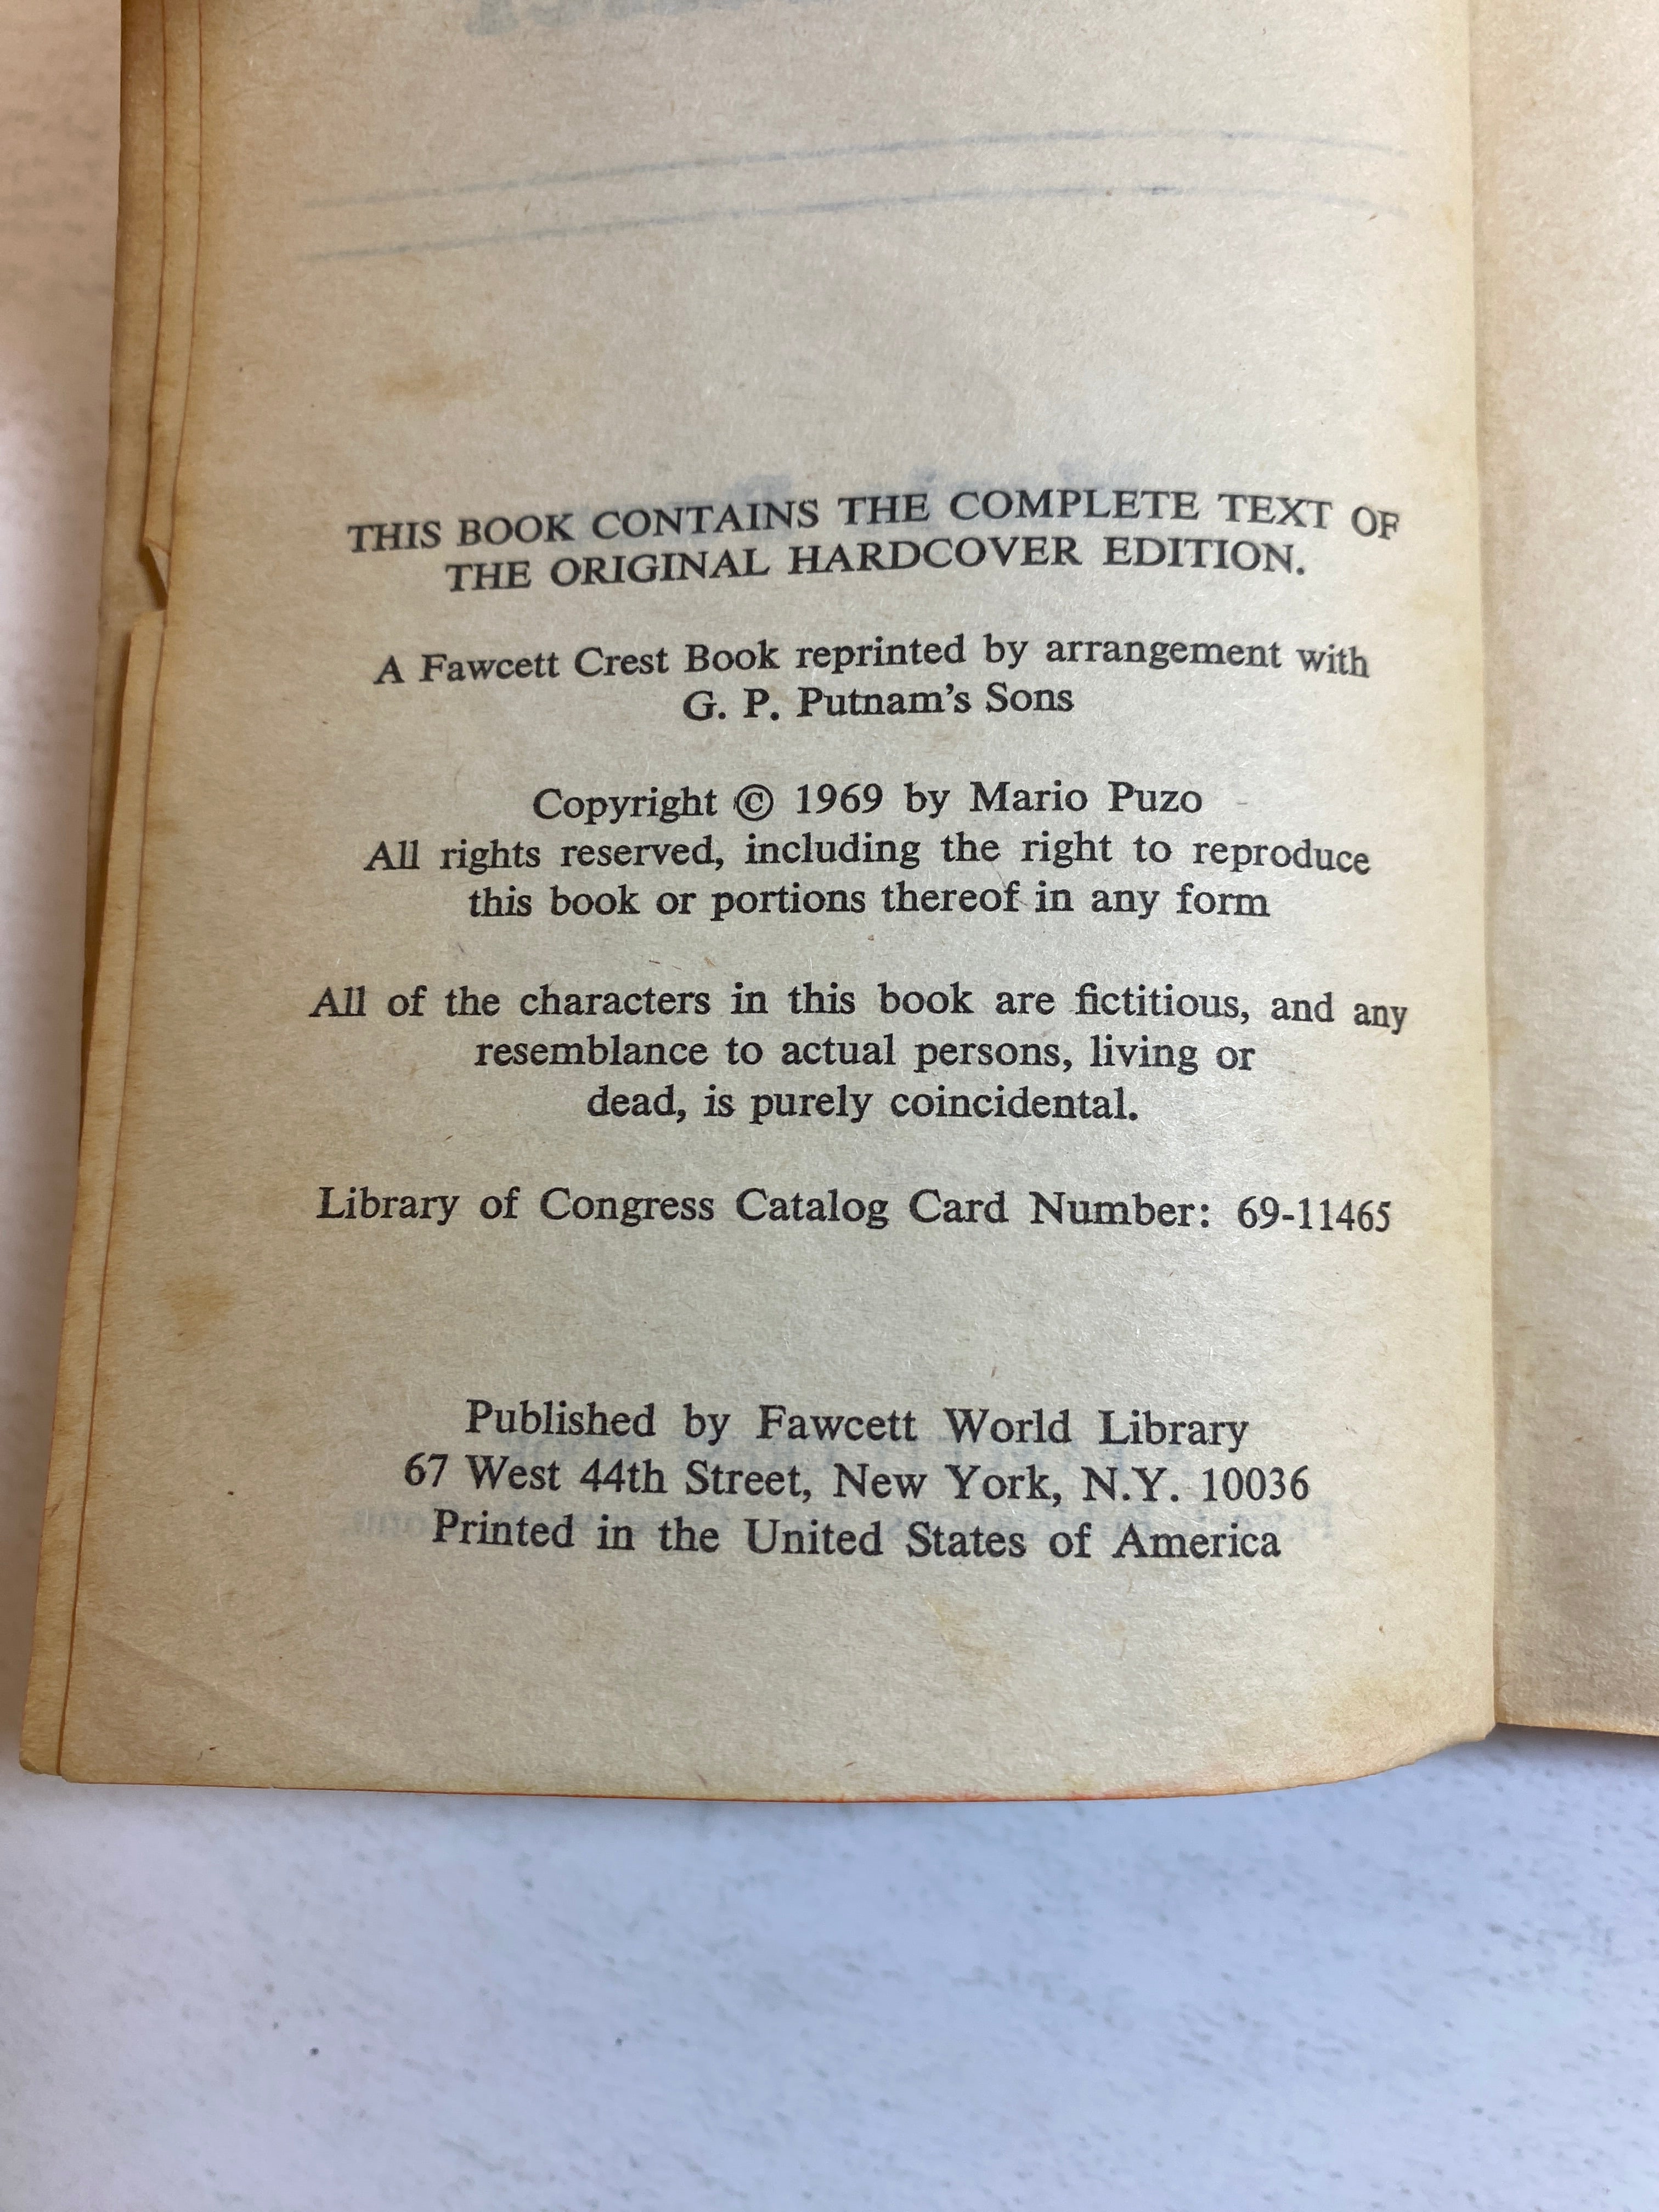 THIS BOOK CONTAINS THE COMPLETE TEXT OF
THE ORIGINAL HARDCOVER EDITION.
A Fawcett Crest Book reprinted by arrangement with
G. P. Putnam's Sons
Copyright © 1969 by Mario Puzo
All rights reserved, including the right to reproduce
this book or portions thereof in any form
All of the characters in this book are fictitious, and any
resemblance to actual persons, living or
dead, is purely coincidental.
Library of Congress Catalog Card Number: 69-11465
Published by Fawcett World Library
67 West 44th Street, New York, N.Y. 10036
Printed in the United States of America